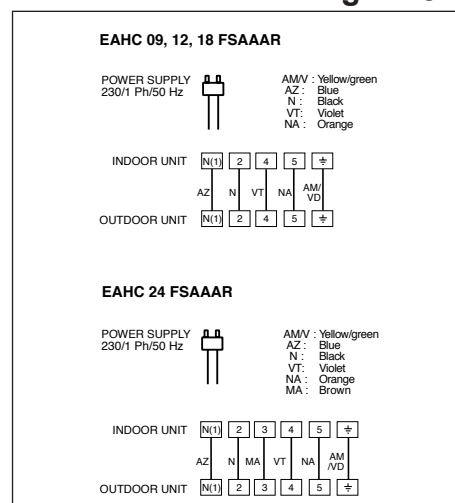 EAHC 09, 12, 18 FSAAAR
POWER SUPPLY
230/1 Ph/50 Hz
AM/V : Yellow/green
AZ : Blue
N : Black
VT: Violet
NA : Orange
INDOOR UNIT N(1) 2 4 5 ⏚
AZ N VT NA AM/
VD
OUTDOOR UNIT N(1) 2 4 5 ⏚
EAHC 24 FSAAAR
POWER SUPPLY
230/1 Ph/50 Hz
AM/V : Yellow/green
AZ : Blue
N : Black
VT: Violet
NA : Orange
MA : Brown
INDOOR UNIT N(1) 2 3 4 5 ⏚
AZ N MA VT NA AM
/VD
OUTDOOR UNIT N(1) 2 3 4 5 ⏚